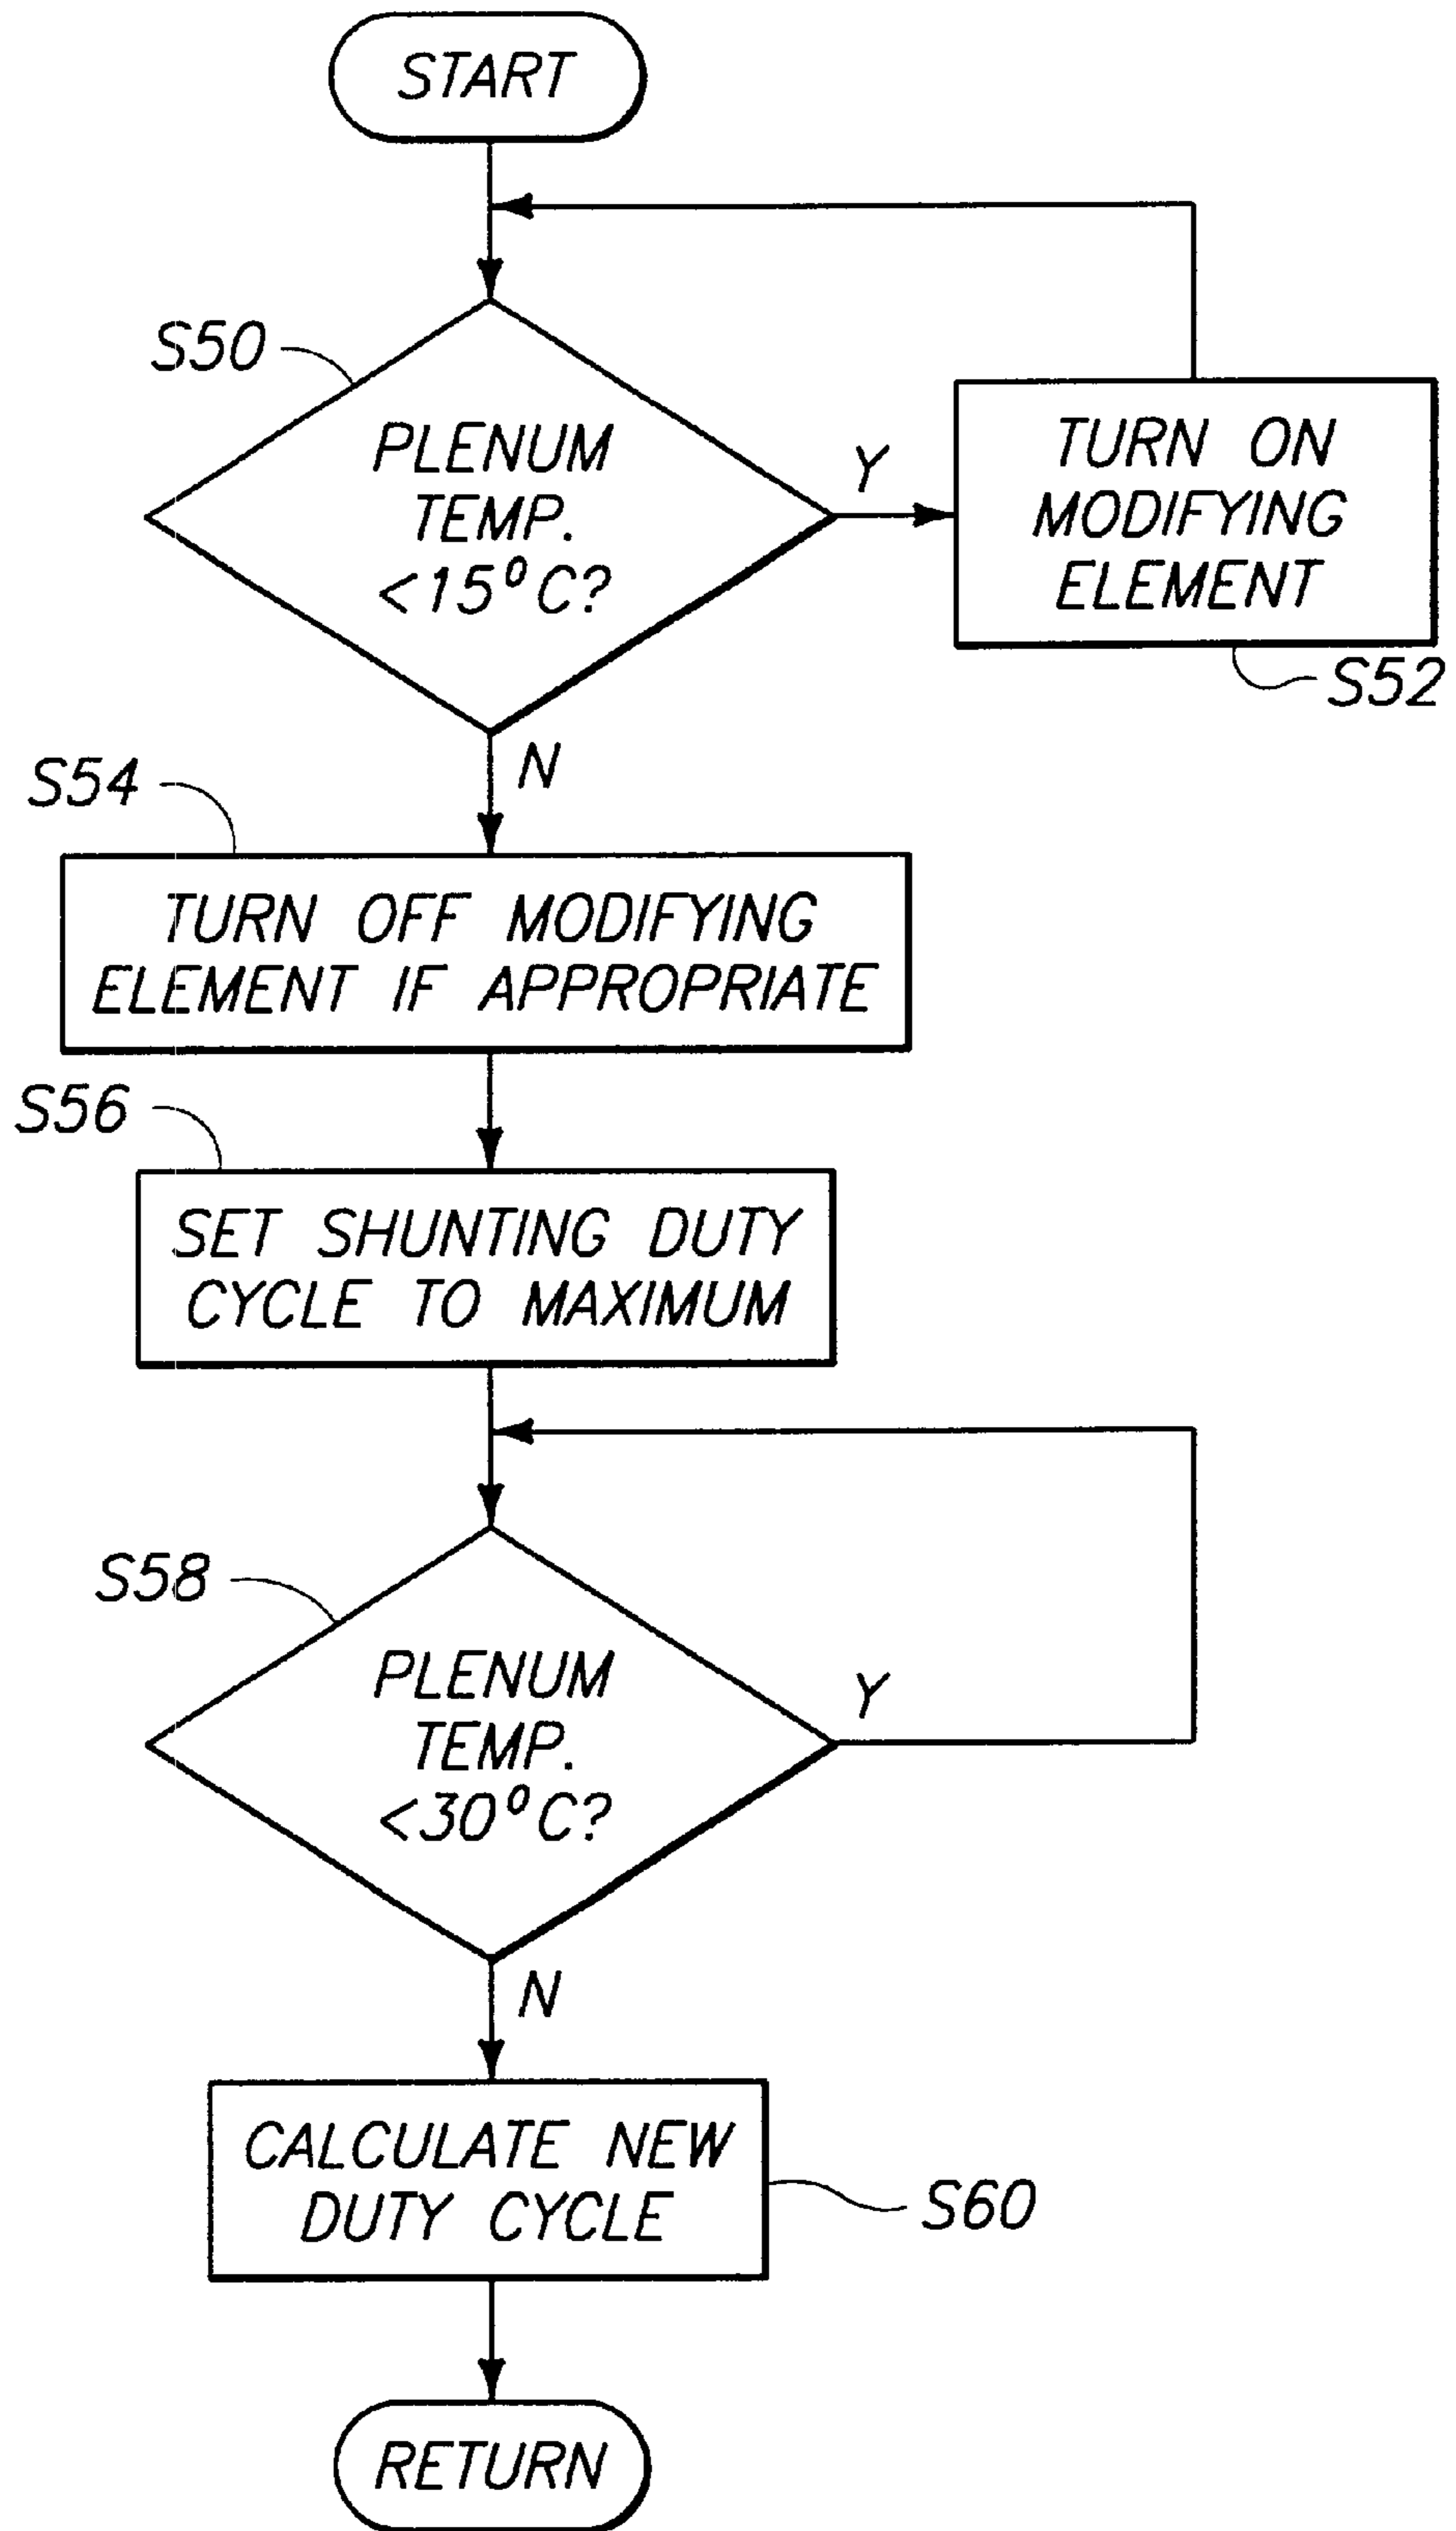 START
S50
PLENUM
TEMP.
<15°C?
Y
TURN ON
MODIFYING
ELEMENT
S52
N
S54
TURN OFF MODIFYING
ELEMENT IF APPROPRIATE
S56
SET SHUNTING DUTY
CYCLE TO MAXIMUM
S58
PLENUM
TEMP.
<30°C?
Y
N
CALCULATE NEW
DUTY CYCLE
S60
RETURN